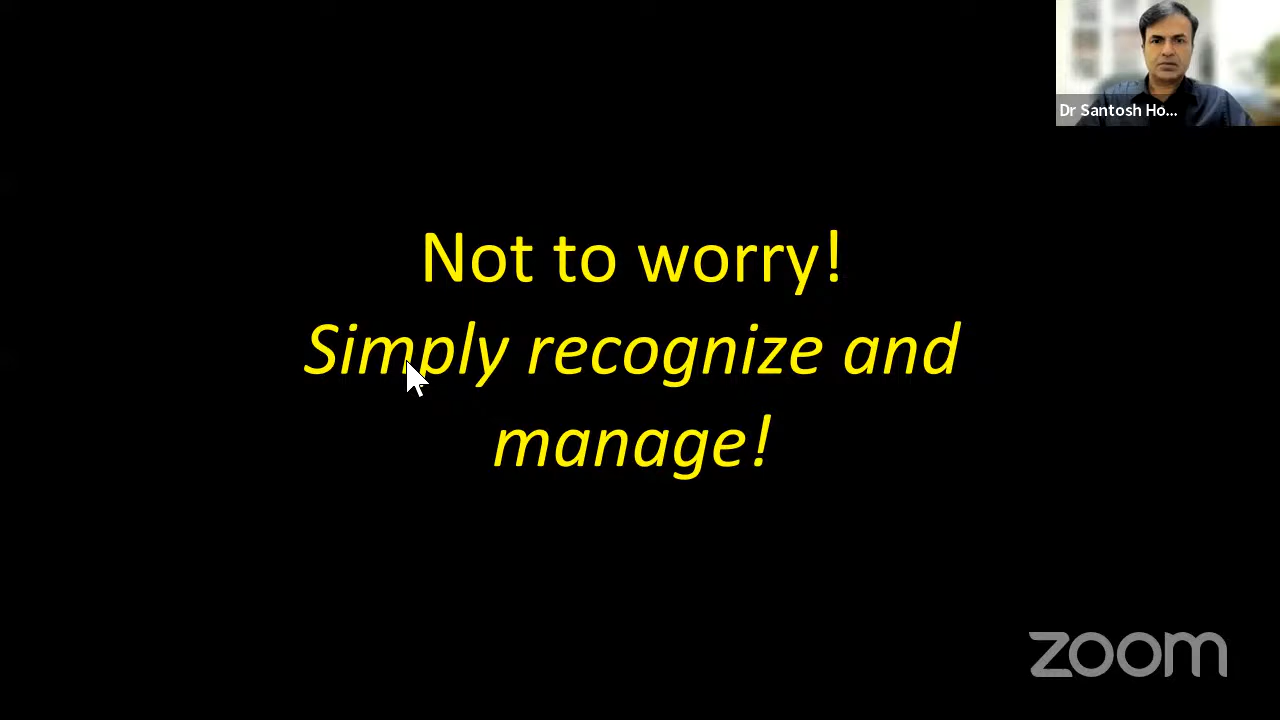 Dr Santosh Ho...
Not to worry!
Simply recognize and
manage!
zoom